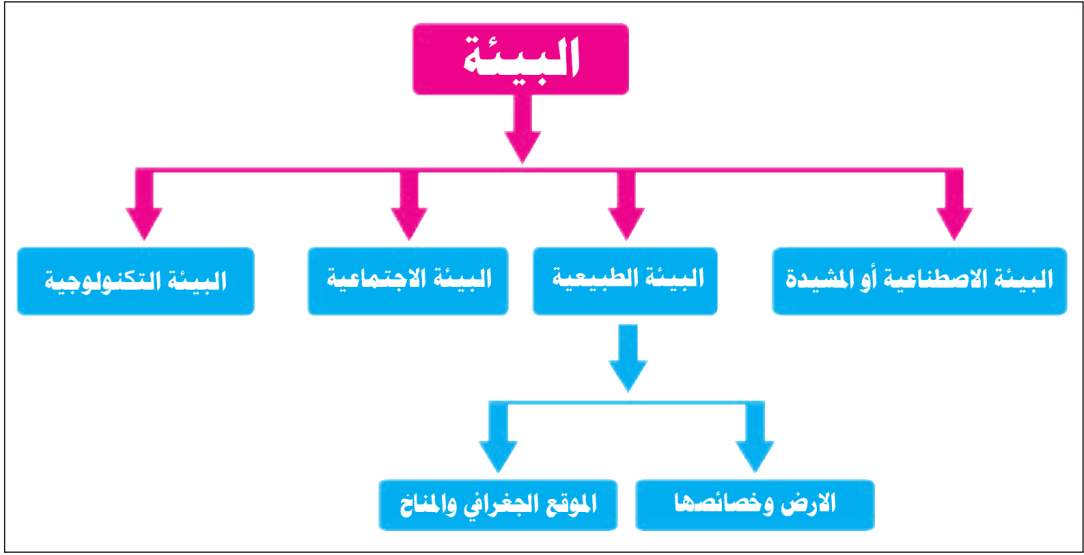 البيئة
البيئة الاصطناعية أو المشيدة
البيئة الطبيعية
البيئة الاجتماعية
البيئة التكنولوجية
الارض وخصائصها
الموقع الجغرافي والمناخ